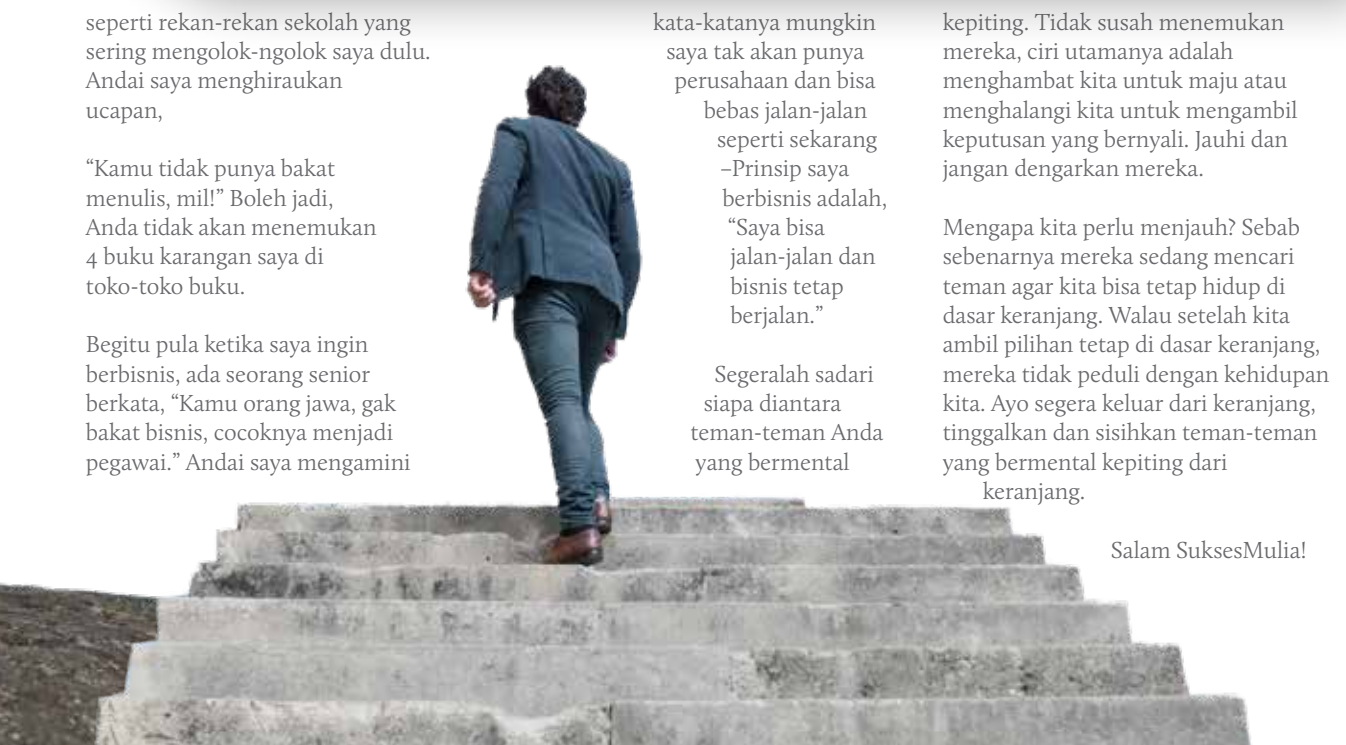 seperti rekan-rekan sekolah yang
sering mengolok-ngolok saya dulu.
Andai saya menghiraukan
ucapan,
“Kamu tidak punya bakat
menulis, mil!” Boleh jadi,
Anda tidak akan menemukan
4 buku karangan saya di
toko-toko buku.
Begitu pula ketika saya ingin
berbisnis, ada seorang senior
berkata, “Kamu orang jawa, gak
bakat bisnis, cocoknya menjadi
pegawai.” Andai saya mengamini
kata-katanya mungkin
saya tak akan punya
perusahaan dan bisa
bebas jalan-jalan
seperti sekarang
–Prinsip saya
berbisnis adalah,
“Saya bisa
jalan-jalan dan
bisnis tetap
berjalan.”
Segeralah sadari
siapa diantara
teman-teman Anda
yang bermental
kepiting. Tidak susah menemukan
mereka, ciri utamanya adalah
menghambat kita untuk maju atau
menghalangi kita untuk mengambil
keputusan yang bernyali. Jauhi dan
jangan dengarkan mereka.
Mengapa kita perlu menjauh? Sebab
sebenarnya mereka sedang mencari
teman agar kita bisa tetap hidup di
dasar keranjang. Walau setelah kita
ambil pilihan tetap di dasar keranjang,
mereka tidak peduli dengan kehidupan
kita. Ayo segera keluar dari keranjang,
tinggalkan dan sisihkan teman-teman
yang bermental kepiting dari
keranjang.
Salam SuksesMulia!